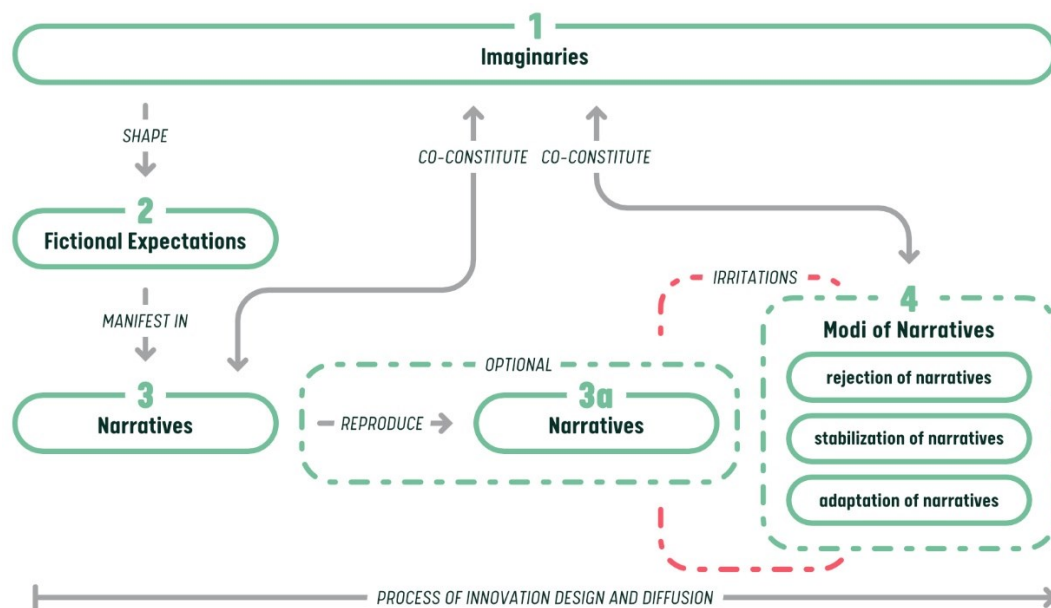 1
Imaginaries
SHAPE
CO-CONSTITUTE
CO-CONSTITUTE
2
Fictional Expectations
MANIFEST IN
IRRITATIONS
4
Modi of Narratives
rejection of narratives
stabilization of narratives
adaptation of narratives
OPTIONAL
3
Narratives
REPRODUCE
3a
Narratives
PROCESS OF INNOVATION DESIGN AND DIFFUSION